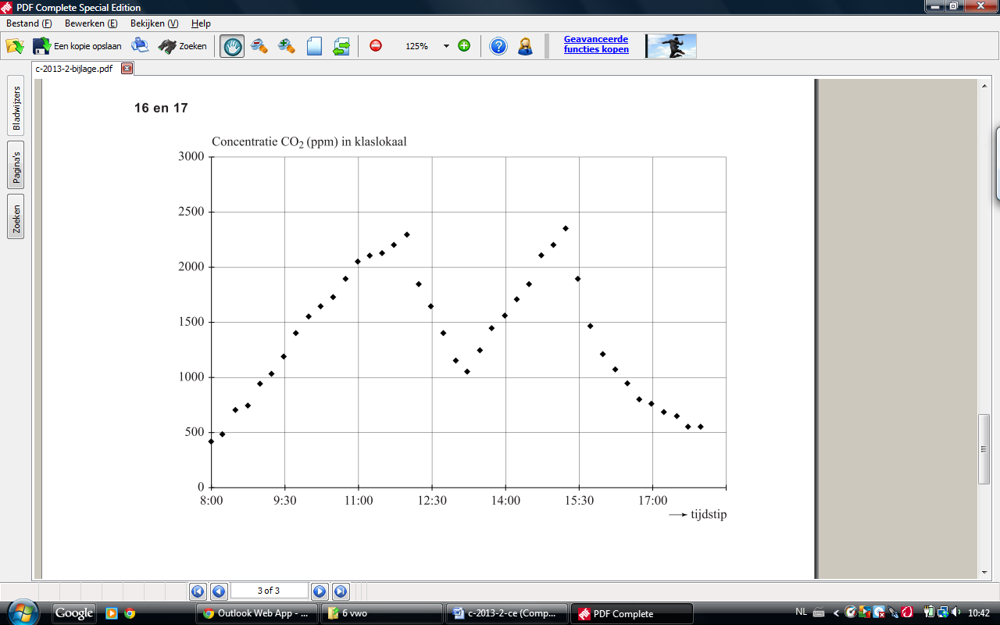 PDF Complete Special Edition
Bestand (F) Bewerken (E) Bekijken (V) Help
Een kopie opslaan Zoeken 125% Geavanceerde functies kopen
c-2013-2-bijlage.pdf
Bladwijzers
Pagina's
Zoeken
16 en 17
Concentratie CO2 (ppm) in klaslokaal
3000
2500
2000
1500
1000
500
0
8:00 9:30 11:00 12:30 14:00 15:30 17:00
tijdstip
3 of 3
Google Outlook Web App - ... 6 vwo c-2013-2-ce (Comp... PDF Complete NL 10:42